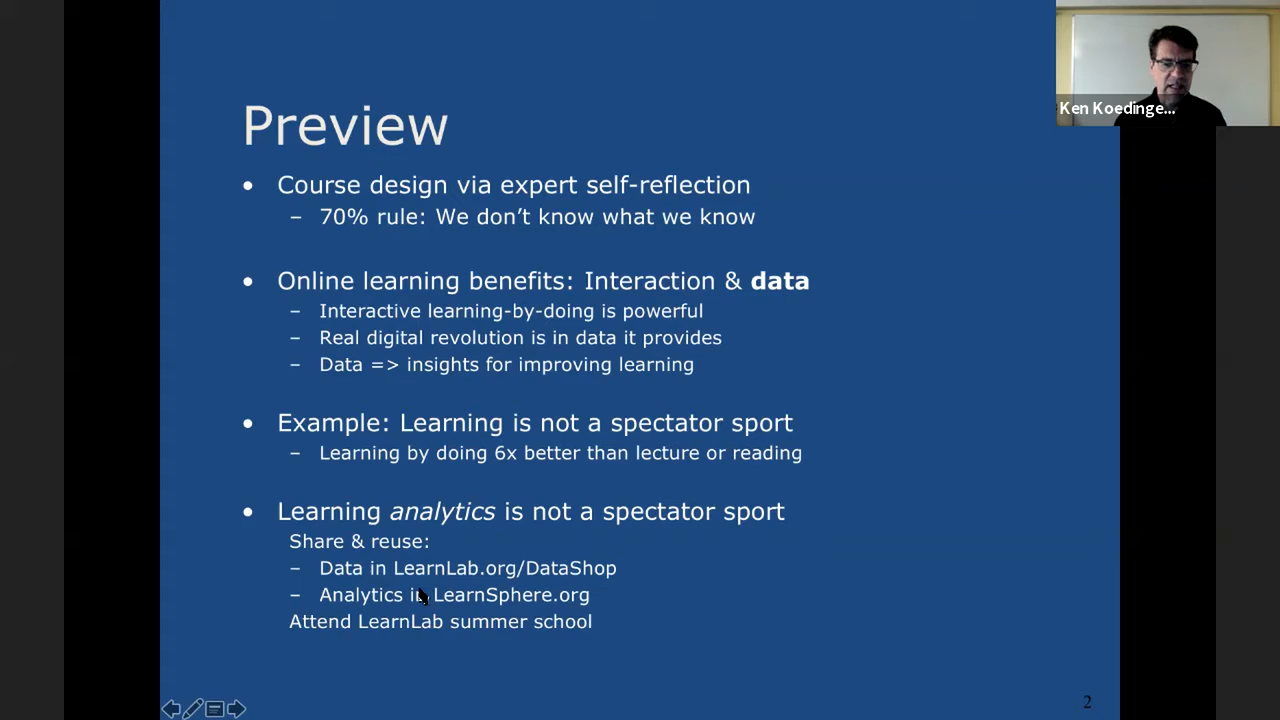 Preview
• Course design via expert self-reflection
– 70% rule: We don’t know what we know
• Online learning benefits: Interaction & data
– Interactive learning-by-doing is powerful
– Real digital revolution is in data it provides
– Data => insights for improving learning
• Example: Learning is not a spectator sport
– Learning by doing 6x better than lecture or reading
• Learning analytics is not a spectator sport
Share & reuse:
– Data in LearnLab.org/DataShop
– Analytics in LearnSphere.org
Attend LearnLab summer school
2
Ken Koedinge...